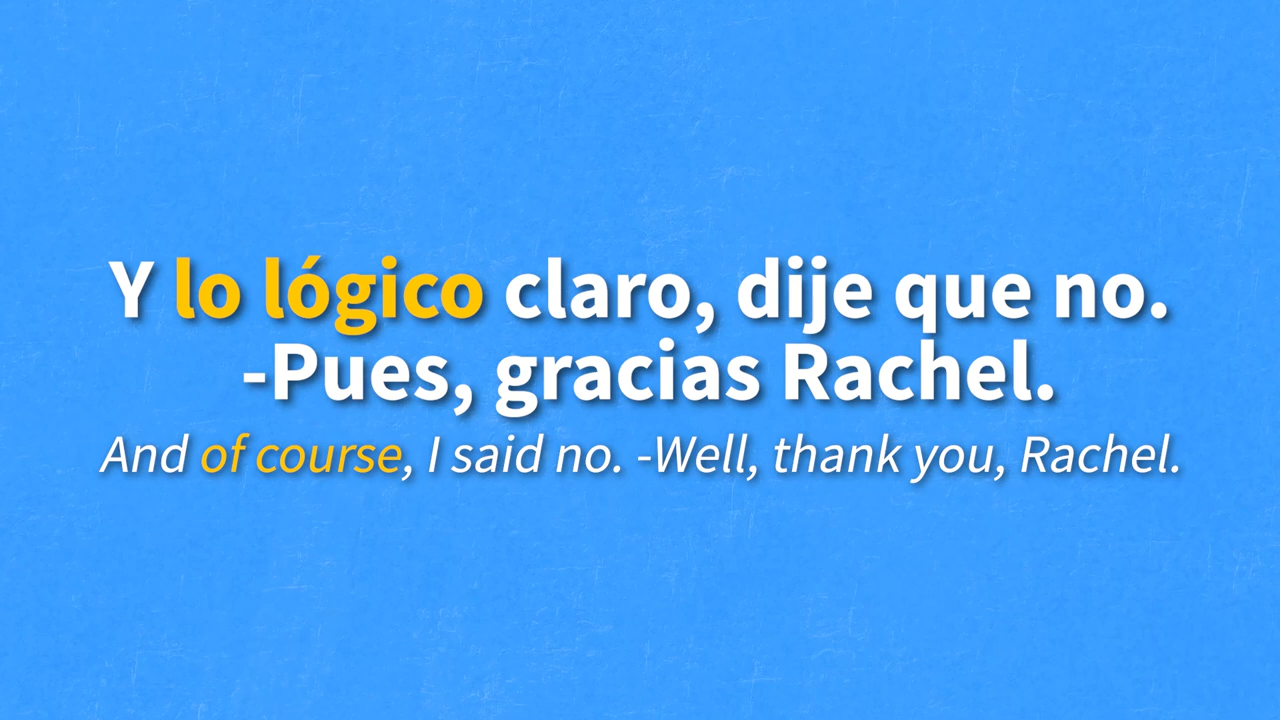 Y lo lógico claro, dije que no.
-Pues, gracias Rachel.
And of course, I said no. -Well, thank you, Rachel.